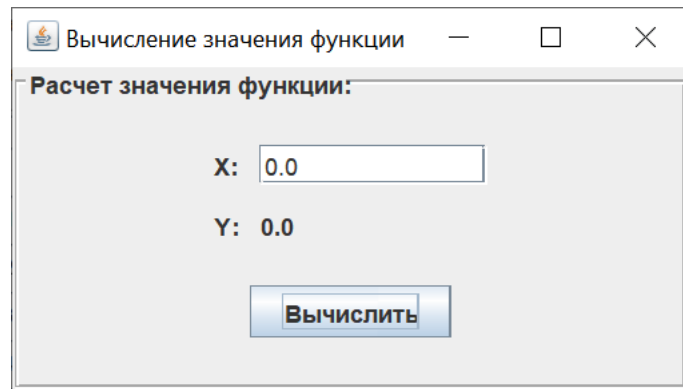 Вычисление значения функции
Расчет значения функции:
X: 0.0
Y: 0.0
Вычислить